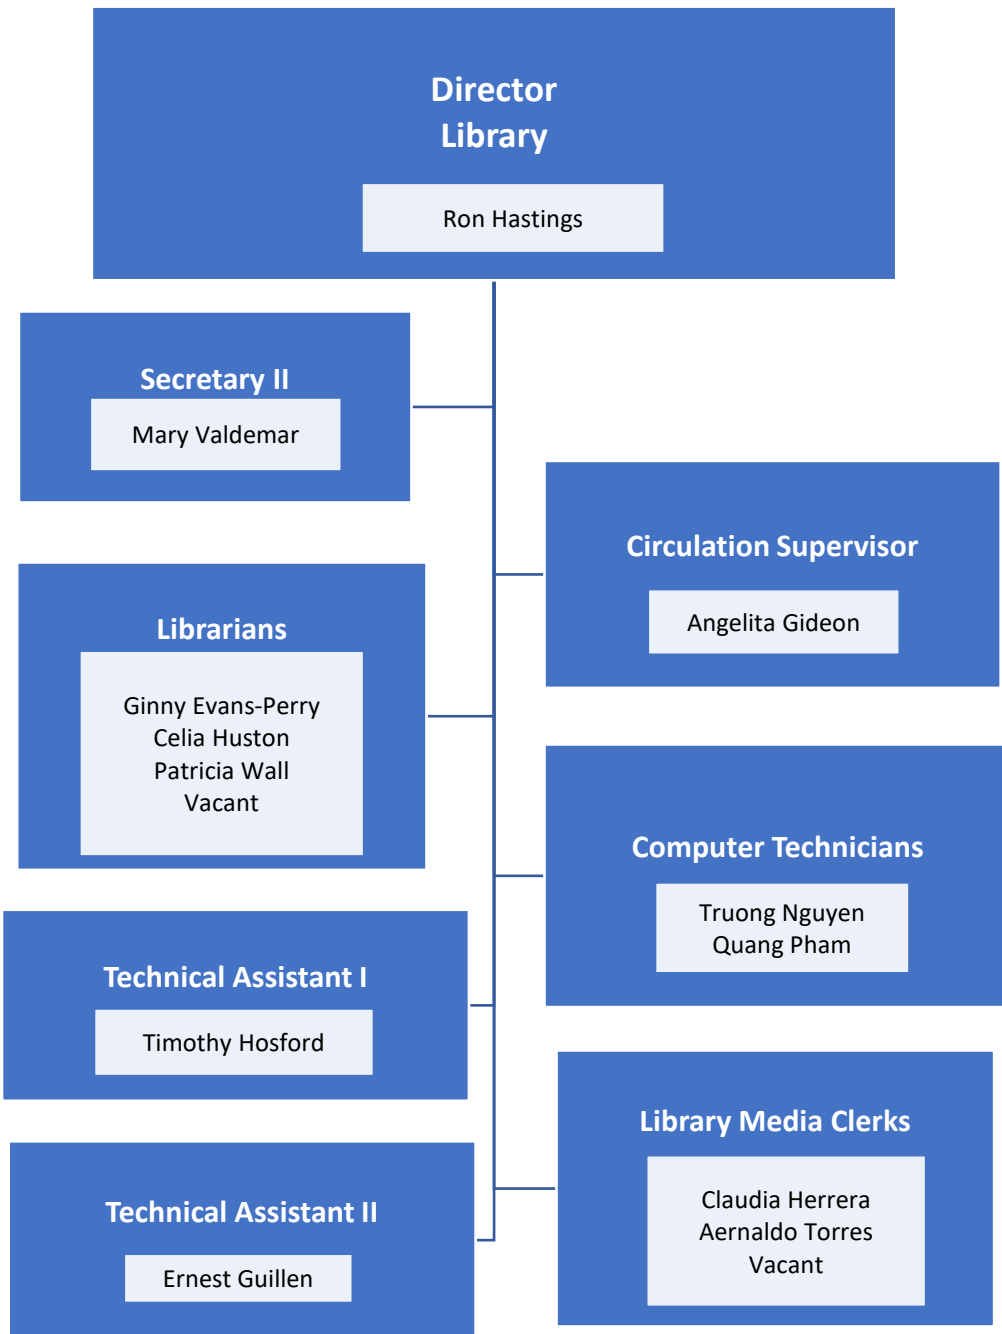 Director
Library
Ron Hastings
Secretary II
Mary Valdemar
Circulation Supervisor
Angelita Gideon
Librarians
Ginny Evans-Perry
Celia Huston
Patricia Wall
Vacant
Computer Technicians
Truong Nguyen
Quang Pham
Technical Assistant I
Timothy Hosford
Library Media Clerks
Claudia Herrera
Aernaldo Torres
Vacant
Technical Assistant II
Ernest Guillen